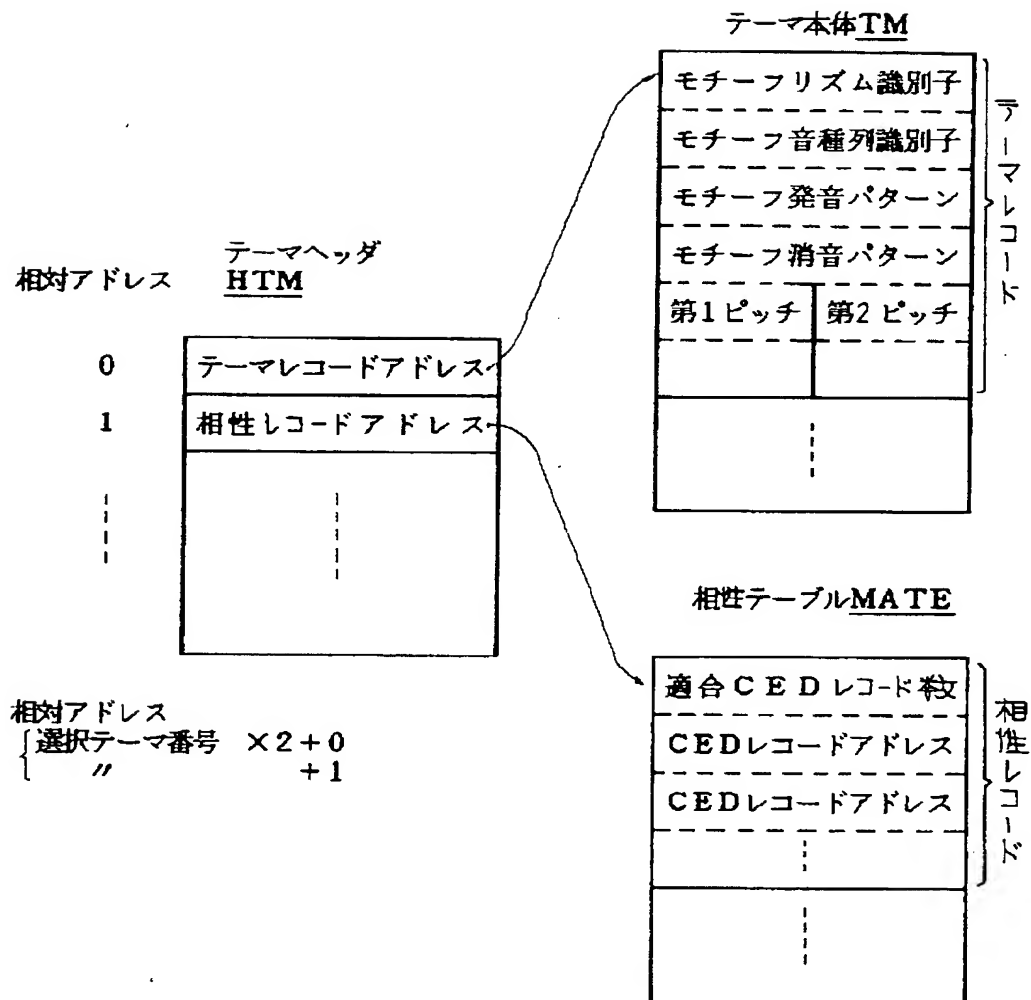 テーマ本体TM
モチーフリズム識別子
モチーフ音種列識別子
モチーフ発音パターン
モチーフ消音パターン
第1ピッチ 第2ピッチ
テーマレコード
テーマヘッダ
相対アドレス HTM
0 テーマレコードアドレス
1 相性レコードアドレス
相性テーブルMATE
適合CEDレコード数
CEDレコードアドレス
CEDレコードアドレス
相性レコード
相対アドレス
選択テーマ番号 ×2+0
〃 +1